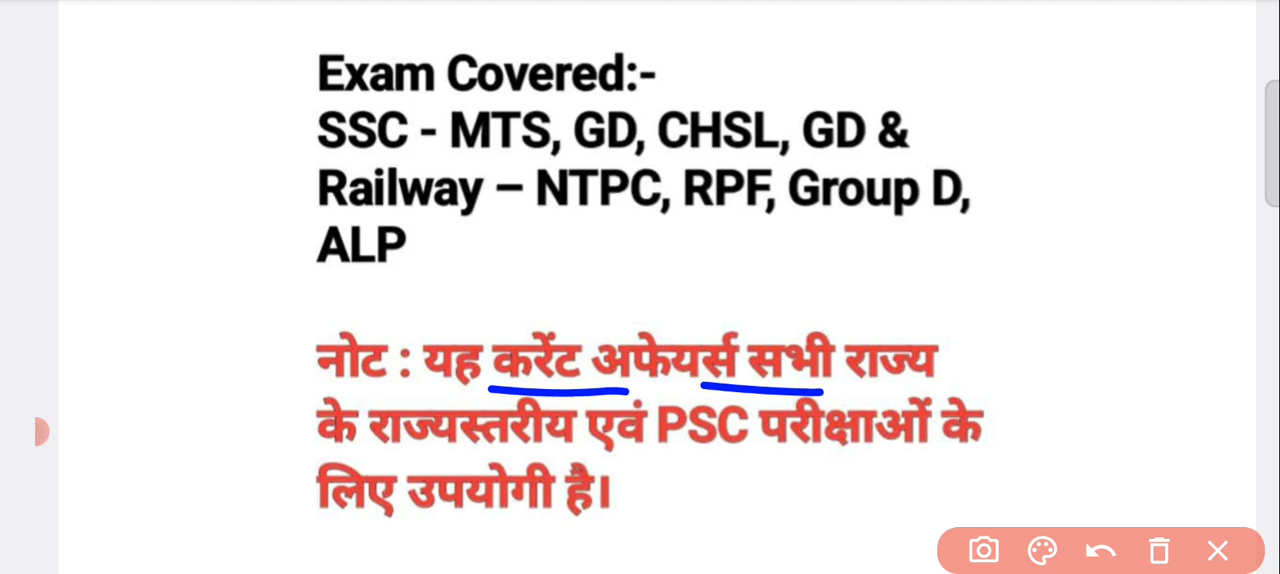 Exam Covered:-
SSC - MTS, GD, CHSL, GD &
Railway – NTPC, RPF, Group D,
ALP
नोट : यह करेंट अफेयर्स सभी राज्य
के राज्यस्तरीय एवं PSC परीक्षाओं के
लिए उपयोगी है।